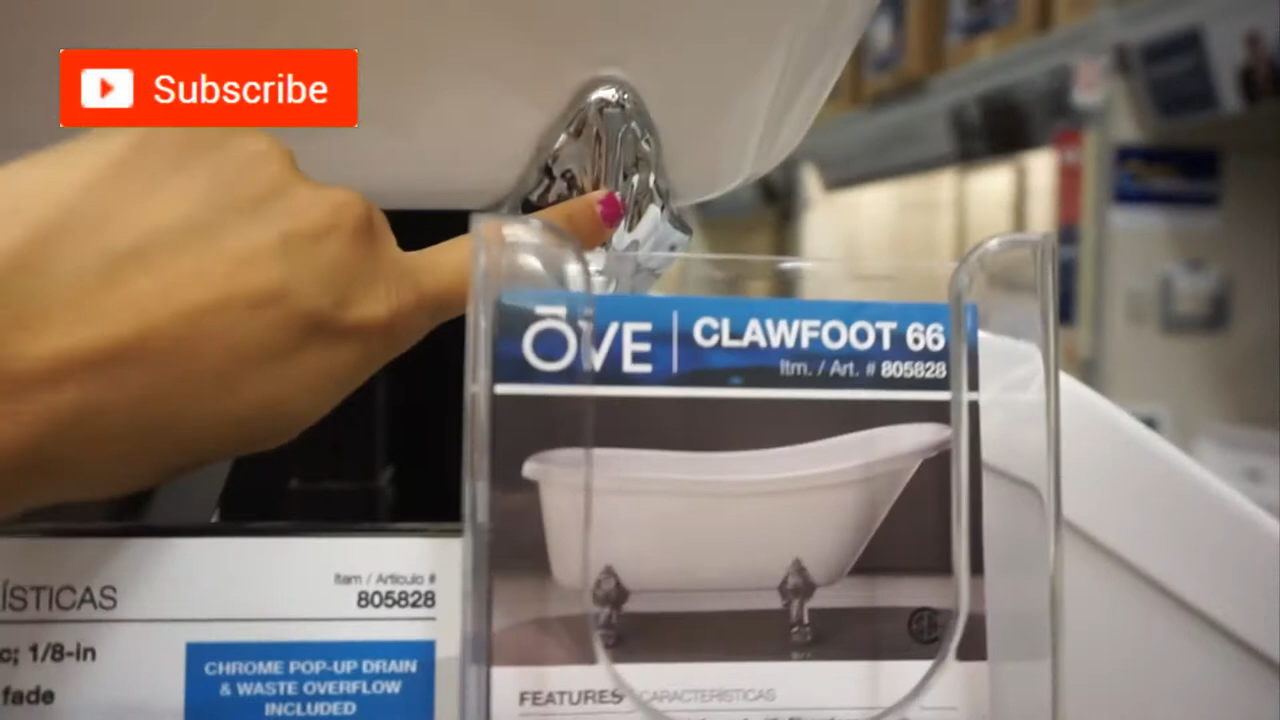 Subscribe
ŌVE | CLAWFOOT 66
Itm. / Art. # 805828
ÍSTICAS
Item / Articulo #
805828
c; 1/8-in
fade
CHROME POP-UP DRAIN
& WASTE OVERFLOW
INCLUDED
FEATURES CARACTERÍSTICAS